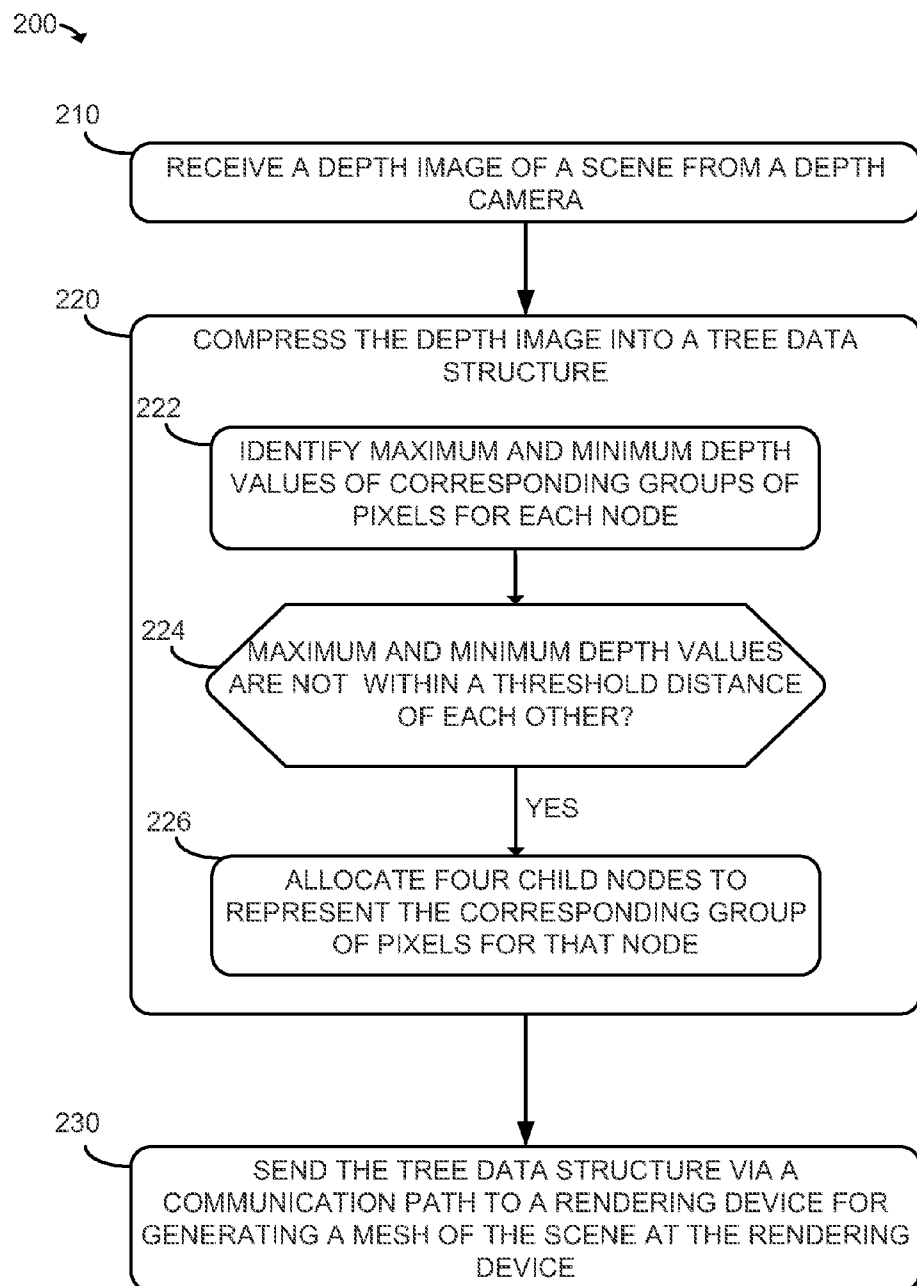 200
210
RECEIVE A DEPTH IMAGE OF A SCENE FROM A DEPTH
CAMERA
220
COMPRESS THE DEPTH IMAGE INTO A TREE DATA
STRUCTURE
222
IDENTIFY MAXIMUM AND MINIMUM DEPTH
VALUES OF CORRESPONDING GROUPS OF
PIXELS FOR EACH NODE
224
MAXIMUM AND MINIMUM DEPTH VALUES
ARE NOT WITHIN A THRESHOLD DISTANCE
OF EACH OTHER?
YES
226
ALLOCATE FOUR CHILD NODES TO
REPRESENT THE CORRESPONDING GROUP
OF PIXELS FOR THAT NODE
230
SEND THE TREE DATA STRUCTURE VIA A
COMMUNICATION PATH TO A RENDERING DEVICE FOR
GENERATING A MESH OF THE SCENE AT THE RENDERING
DEVICE